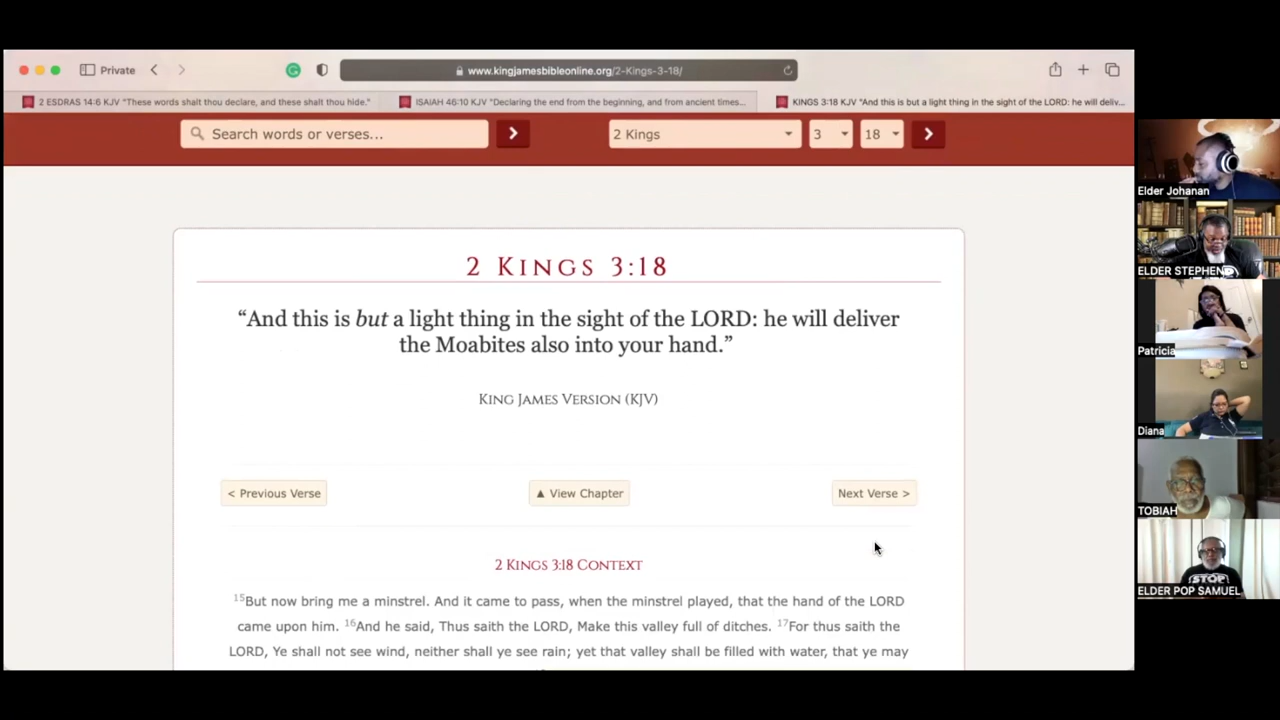 Private
www.kingjamesbibleonline.org/2-Kings-3-18/
2 ESDRAS 14:6 KJV "These words shalt thou declare, and these shalt thou hide."
ISAIAH 46:10 KJV "Declaring the end from the beginning, and from ancient times...
KINGS 3:18 KJV "And this is but a light thing in the sight of the LORD: he will deliv...
Search words or verses...
2 Kings
3
18
2 KINGS 3:18
“And this is but a light thing in the sight of the LORD: he will deliver
the Moabites also into your hand.”
KING JAMES VERSION (KJV)
< Previous Verse
▲ View Chapter
Next Verse >
2 KINGS 3:18 CONTEXT
15But now bring me a minstrel. And it came to pass, when the minstrel played, that the hand of the LORD
came upon him. 16And he said, Thus saith the LORD, Make this valley full of ditches. 17For thus saith the
LORD, Ye shall not see wind, neither shall ye see rain; yet that valley shall be filled with water, that ye may
Elder Johanan
ELDER STEPHEN
Patricia
Diana
TOBIAH
STOP
ELDER POP SAMUEL